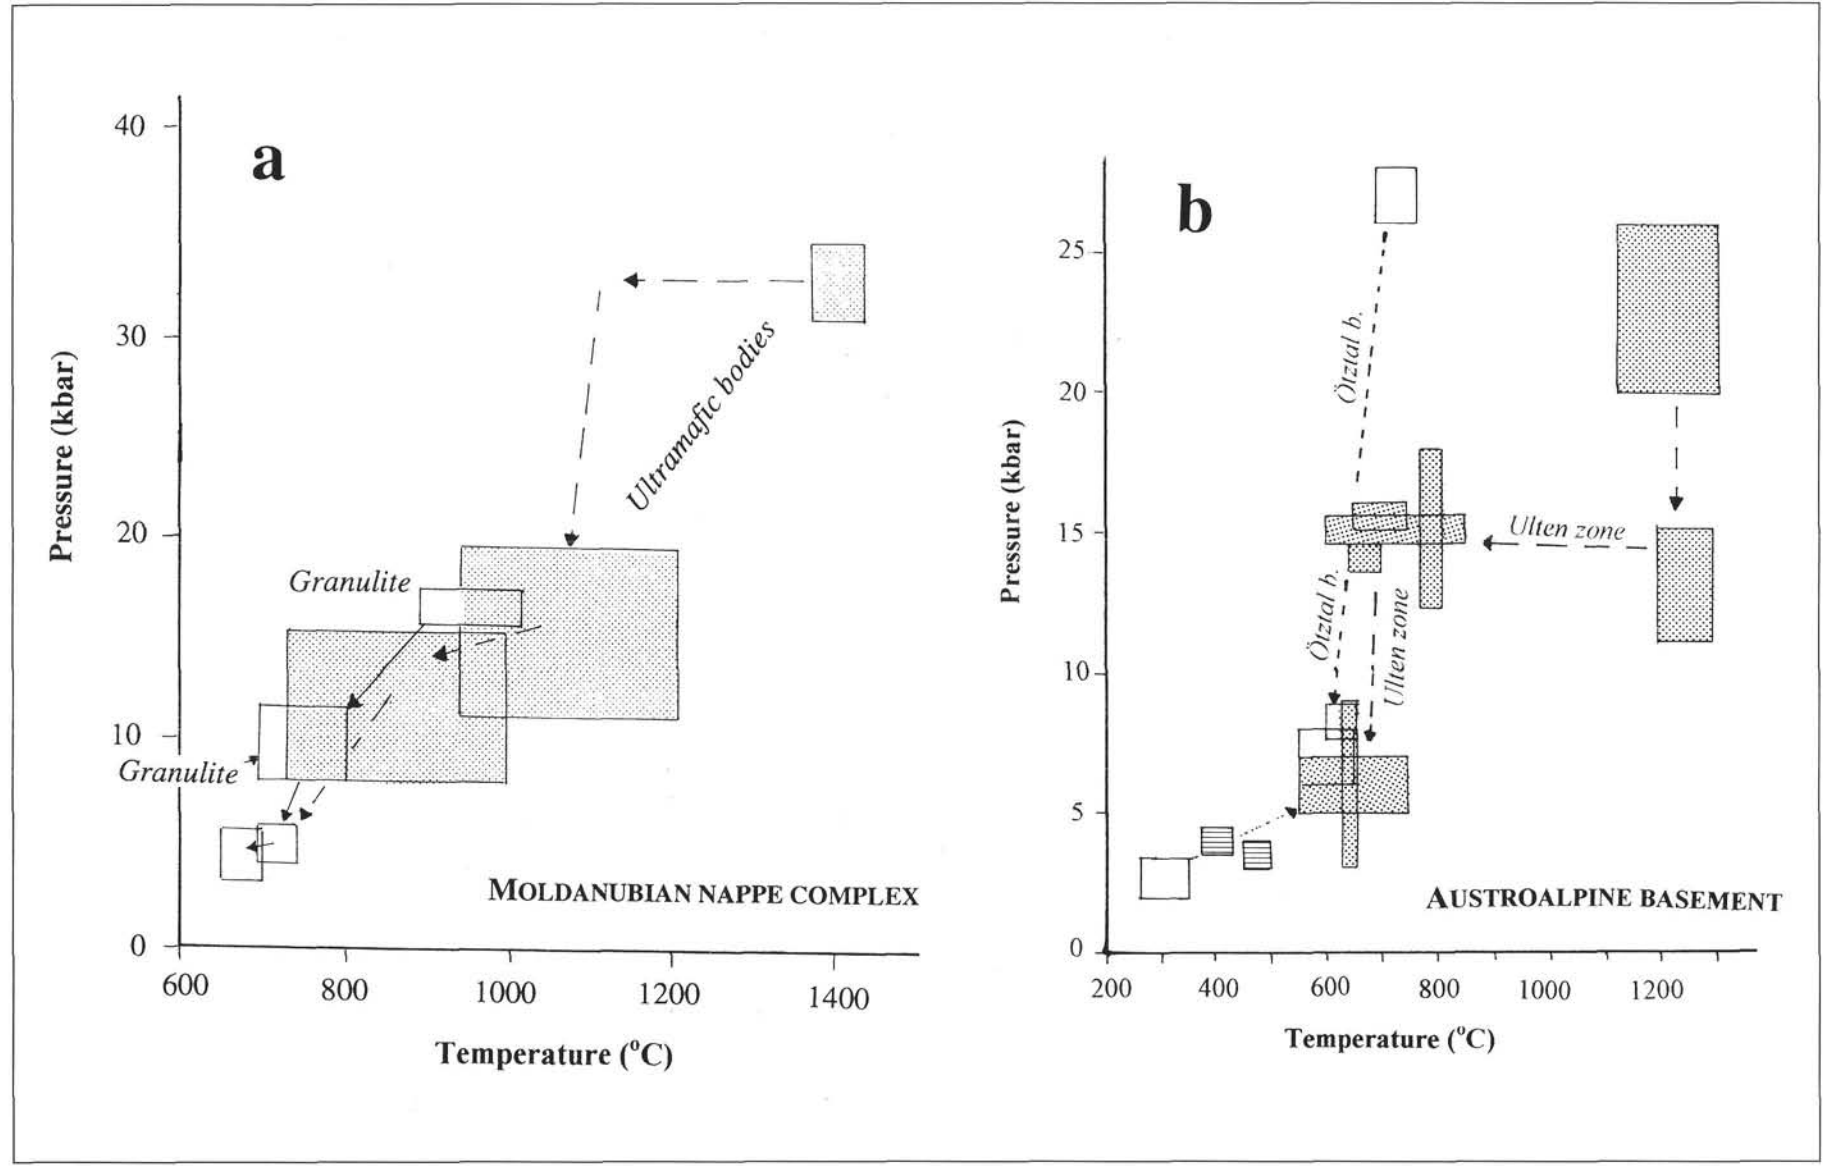 a
40
30
20
10
0
Pressure (kbar)
Ultramafic bodies
Granulite
Granulite
MOLDANUBIAN NAPPE COMPLEX
600 800 1000 1200 1400
Temperature (°C)
b
25
20
15
10
5
0
Pressure (kbar)
Ötztal b.
Ulten zone
Ötztal b.
Ulten zone
AUSTROALPINE BASEMENT
200 400 600 800 1000 1200
Temperature (°C)